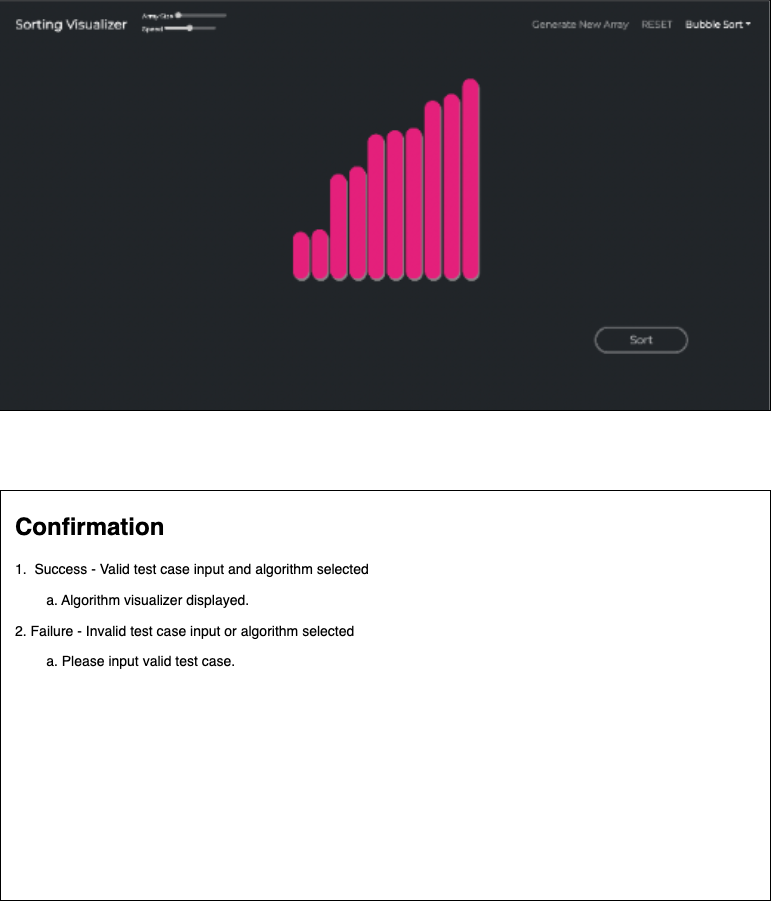 Sorting Visualizer
Array Size
Speed
Generate New Array RESET Bubble Sort
Sort
Confirmation
1. Success - Valid test case input and algorithm selected
a. Algorithm visualizer displayed.
2. Failure - Invalid test case input or algorithm selected
a. Please input valid test case.